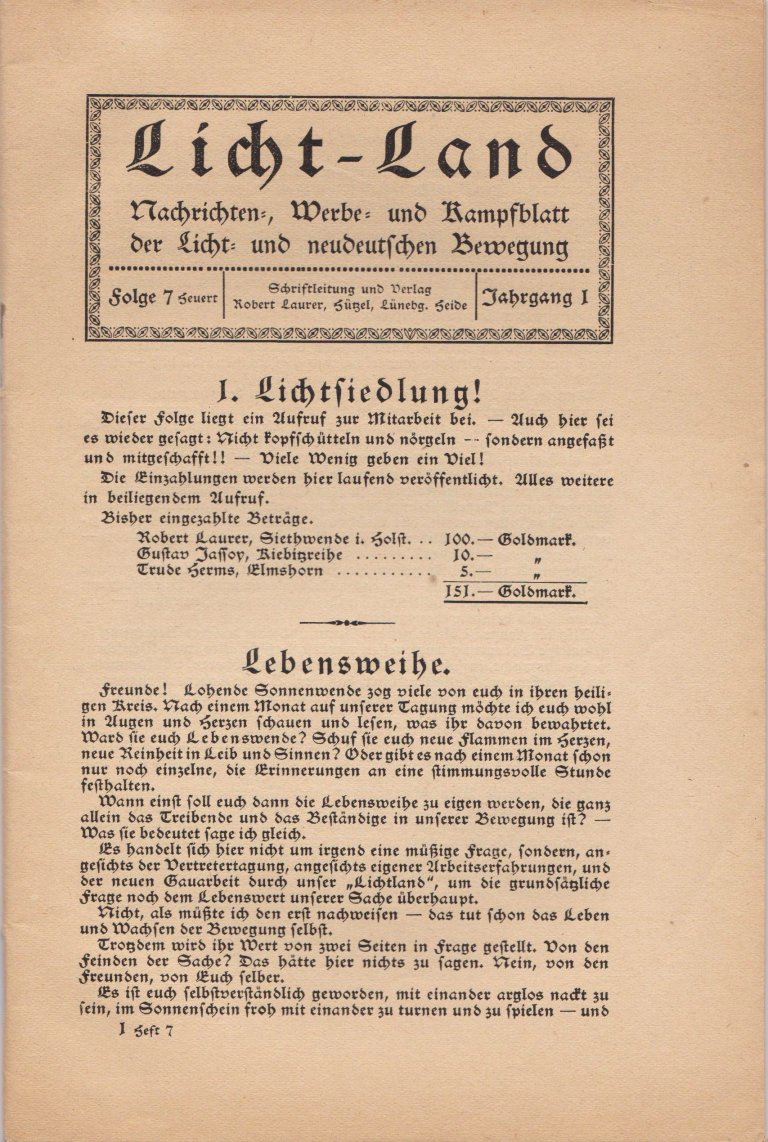 Licht-Land
Nachrichten-, Werbe- und Kampfblatt
der Licht- und neudeutschen Bewegung
Folge 7 Heuert
Schriftleitung und Verlag
Robert Laurer, Hützel, Lünebg. Heide
Jahrgang 1
1. Lichtsiedlung!
Dieser Folge liegt ein Aufruf zur Mitarbeit bei. — Auch hier sei
es wieder gesagt: Nicht kopfschütteln und nörgeln -- sondern angefaßt
und mitgeschafft!! — Viele Wenig geben ein Viel!
Die Einzahlungen werden hier laufend veröffentlicht. Alles weitere
in beiliegendem Aufruf.
Bisher eingezahlte Beträge.
Robert Laurer, Siethwende i. Holst. .. 100.— Goldmark.
Gustav Jassoy, Kiebitzreihe ......... 10.— „
Trude Herms, Elmshorn ........... 5.— „
151.— Goldmark.
Lebensweihe.
Freunde! Lohende Sonnenwende zog viele von euch in ihren heili-
gen Kreis. Nach einem Monat auf unserer Tagung möchte ich euch wohl
in Augen und Herzen schauen und lesen, was ihr davon bewahrtet.
Ward sie euch Lebenswende? Schuf sie euch neue Flammen im Herzen,
neue Reinheit in Leib und Sinnen? Oder gibt es nach einem Monat schon
nur noch einzelne, die Erinnerungen an eine stimmungsvolle Stunde
festhalten.
Wann einst soll euch dann die Lebensweihe zu eigen werden, die ganz
allein das Treibende und das Beständige in unserer Bewegung ist? —
Was sie bedeutet sage ich gleich.
Es handelt sich hier nicht um irgend eine müßige Frage, sondern, an-
gesichts der Vertretertagung, angesichts eigener Arbeitserfahrungen, und
der neuen Gauarbeit durch unser „Lichtland“, um die grundsätzliche
Frage noch dem Lebenswert unserer Sache überhaupt.
Nicht, als müßte ich den erst nachweisen — das tut schon das Leben
und Wachsen der Bewegung selbst.
Trotzdem wird ihr Wert von zwei Seiten in Frage gestellt. Von den
Feinden der Sache? Das hätte hier nichts zu sagen. Nein, von den
Freunden, von Euch selber.
Es ist euch selbstverständlich geworden, mit einander arglos nackt zu
sein, im Sonnenschein froh mit einander zu turnen und zu spielen — und
1 Heft 7